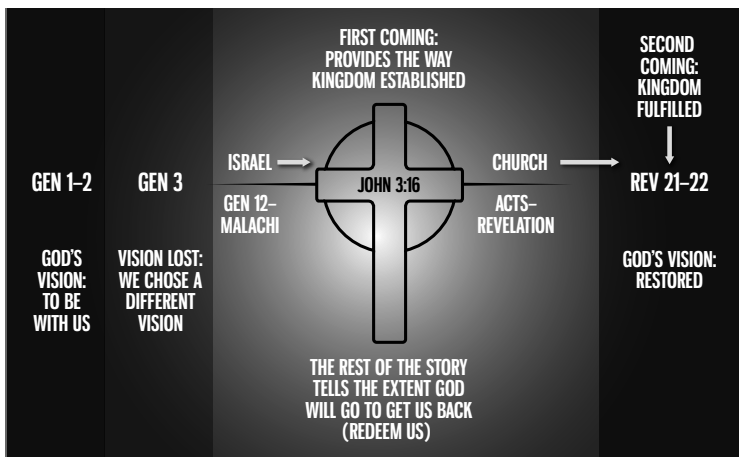 GEN 1–2
GOD'S
VISION:
TO BE
WITH US
GEN 3
VISION LOST:
WE CHOSE A
DIFFERENT
VISION
FIRST COMING:
PROVIDES THE WAY
KINGDOM ESTABLISHED
ISRAEL
GEN 12–
MALACHI
JOHN 3:16
CHURCH
ACTS–
REVELATION
THE REST OF THE STORY
TELLS THE EXTENT GOD
WILL GO TO GET US BACK
(REDEEM US)
SECOND
COMING:
KINGDOM
FULFILLED
REV 21–22
GOD'S VISION:
RESTORED